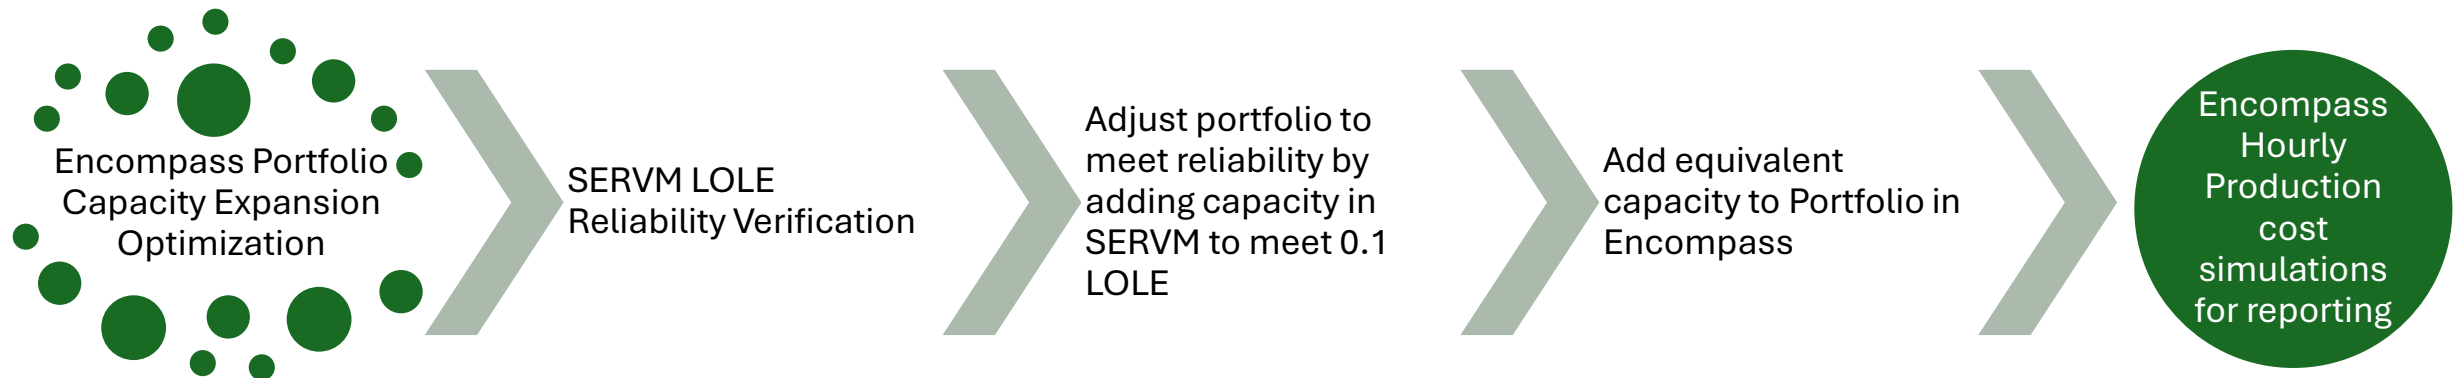 Encompass Portfolio
Capacity Expansion
Optimization
SERVM LOLE
Reliability Verification
Adjust portfolio to
meet reliability by
adding capacity in
SERVM to meet 0.1
LOLE
Add equivalent
capacity to Portfolio in
Encompass
Encompass
Hourly
Production
cost
simulations
for reporting